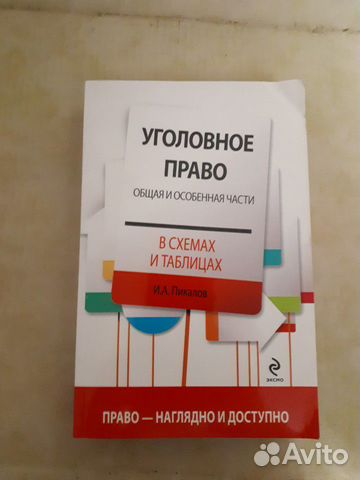 УГОЛОВНОЕ
ПРАВО
ОБЩАЯ И ОСОБЕННАЯ ЧАСТИ
В СХЕМАХ
И ТАБЛИЦАХ
И.А. Пикалов
ЭКСМО
ПРАВО — НАГЛЯДНО И ДОСТУПНО
Avito